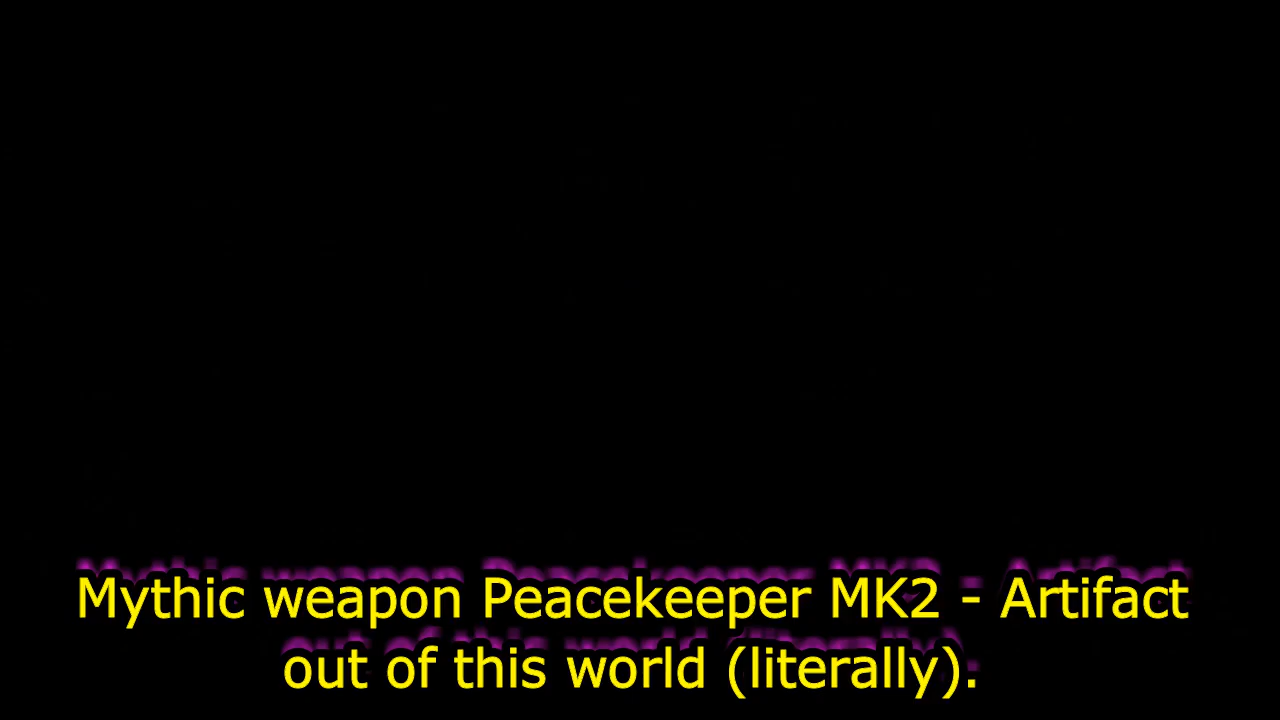 Mythic weapon Peacekeeper MK2 - Artifact
out of this world (literally).